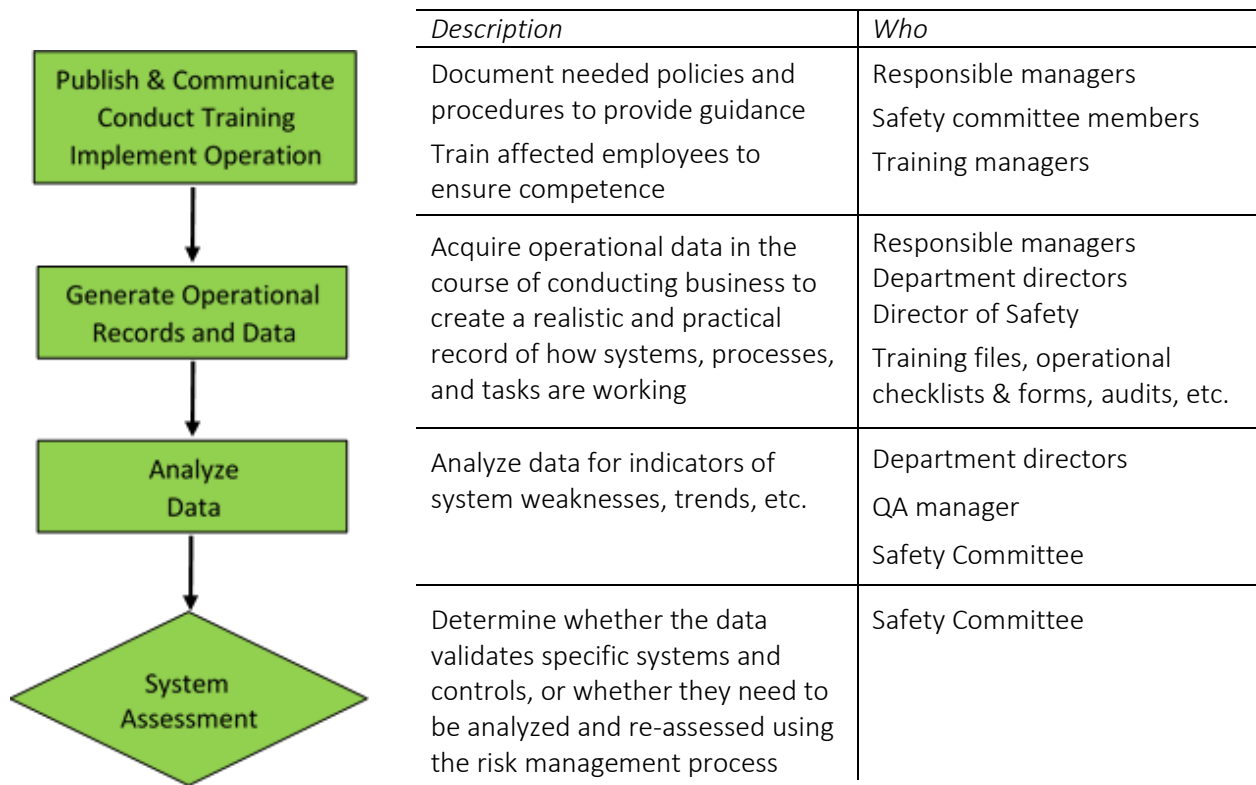 Description
Who
Publish & Communicate
Conduct Training
Implement Operation
Document needed policies and
procedures to provide guidance
Train affected employees to
ensure competence
Responsible managers
Safety committee members
Training managers
Generate Operational
Records and Data
Acquire operational data in the
course of conducting business to
create a realistic and practical
record of how systems, processes,
and tasks are working
Responsible managers
Department directors
Director of Safety
Training files, operational
checklists & forms, audits, etc.
Analyze
Data
Analyze data for indicators of
system weaknesses, trends, etc.
Department directors
QA manager
Safety Committee
System
Assessment
Determine whether the data
validates specific systems and
controls, or whether they need to
be analyzed and re-assessed using
the risk management process
Safety Committee